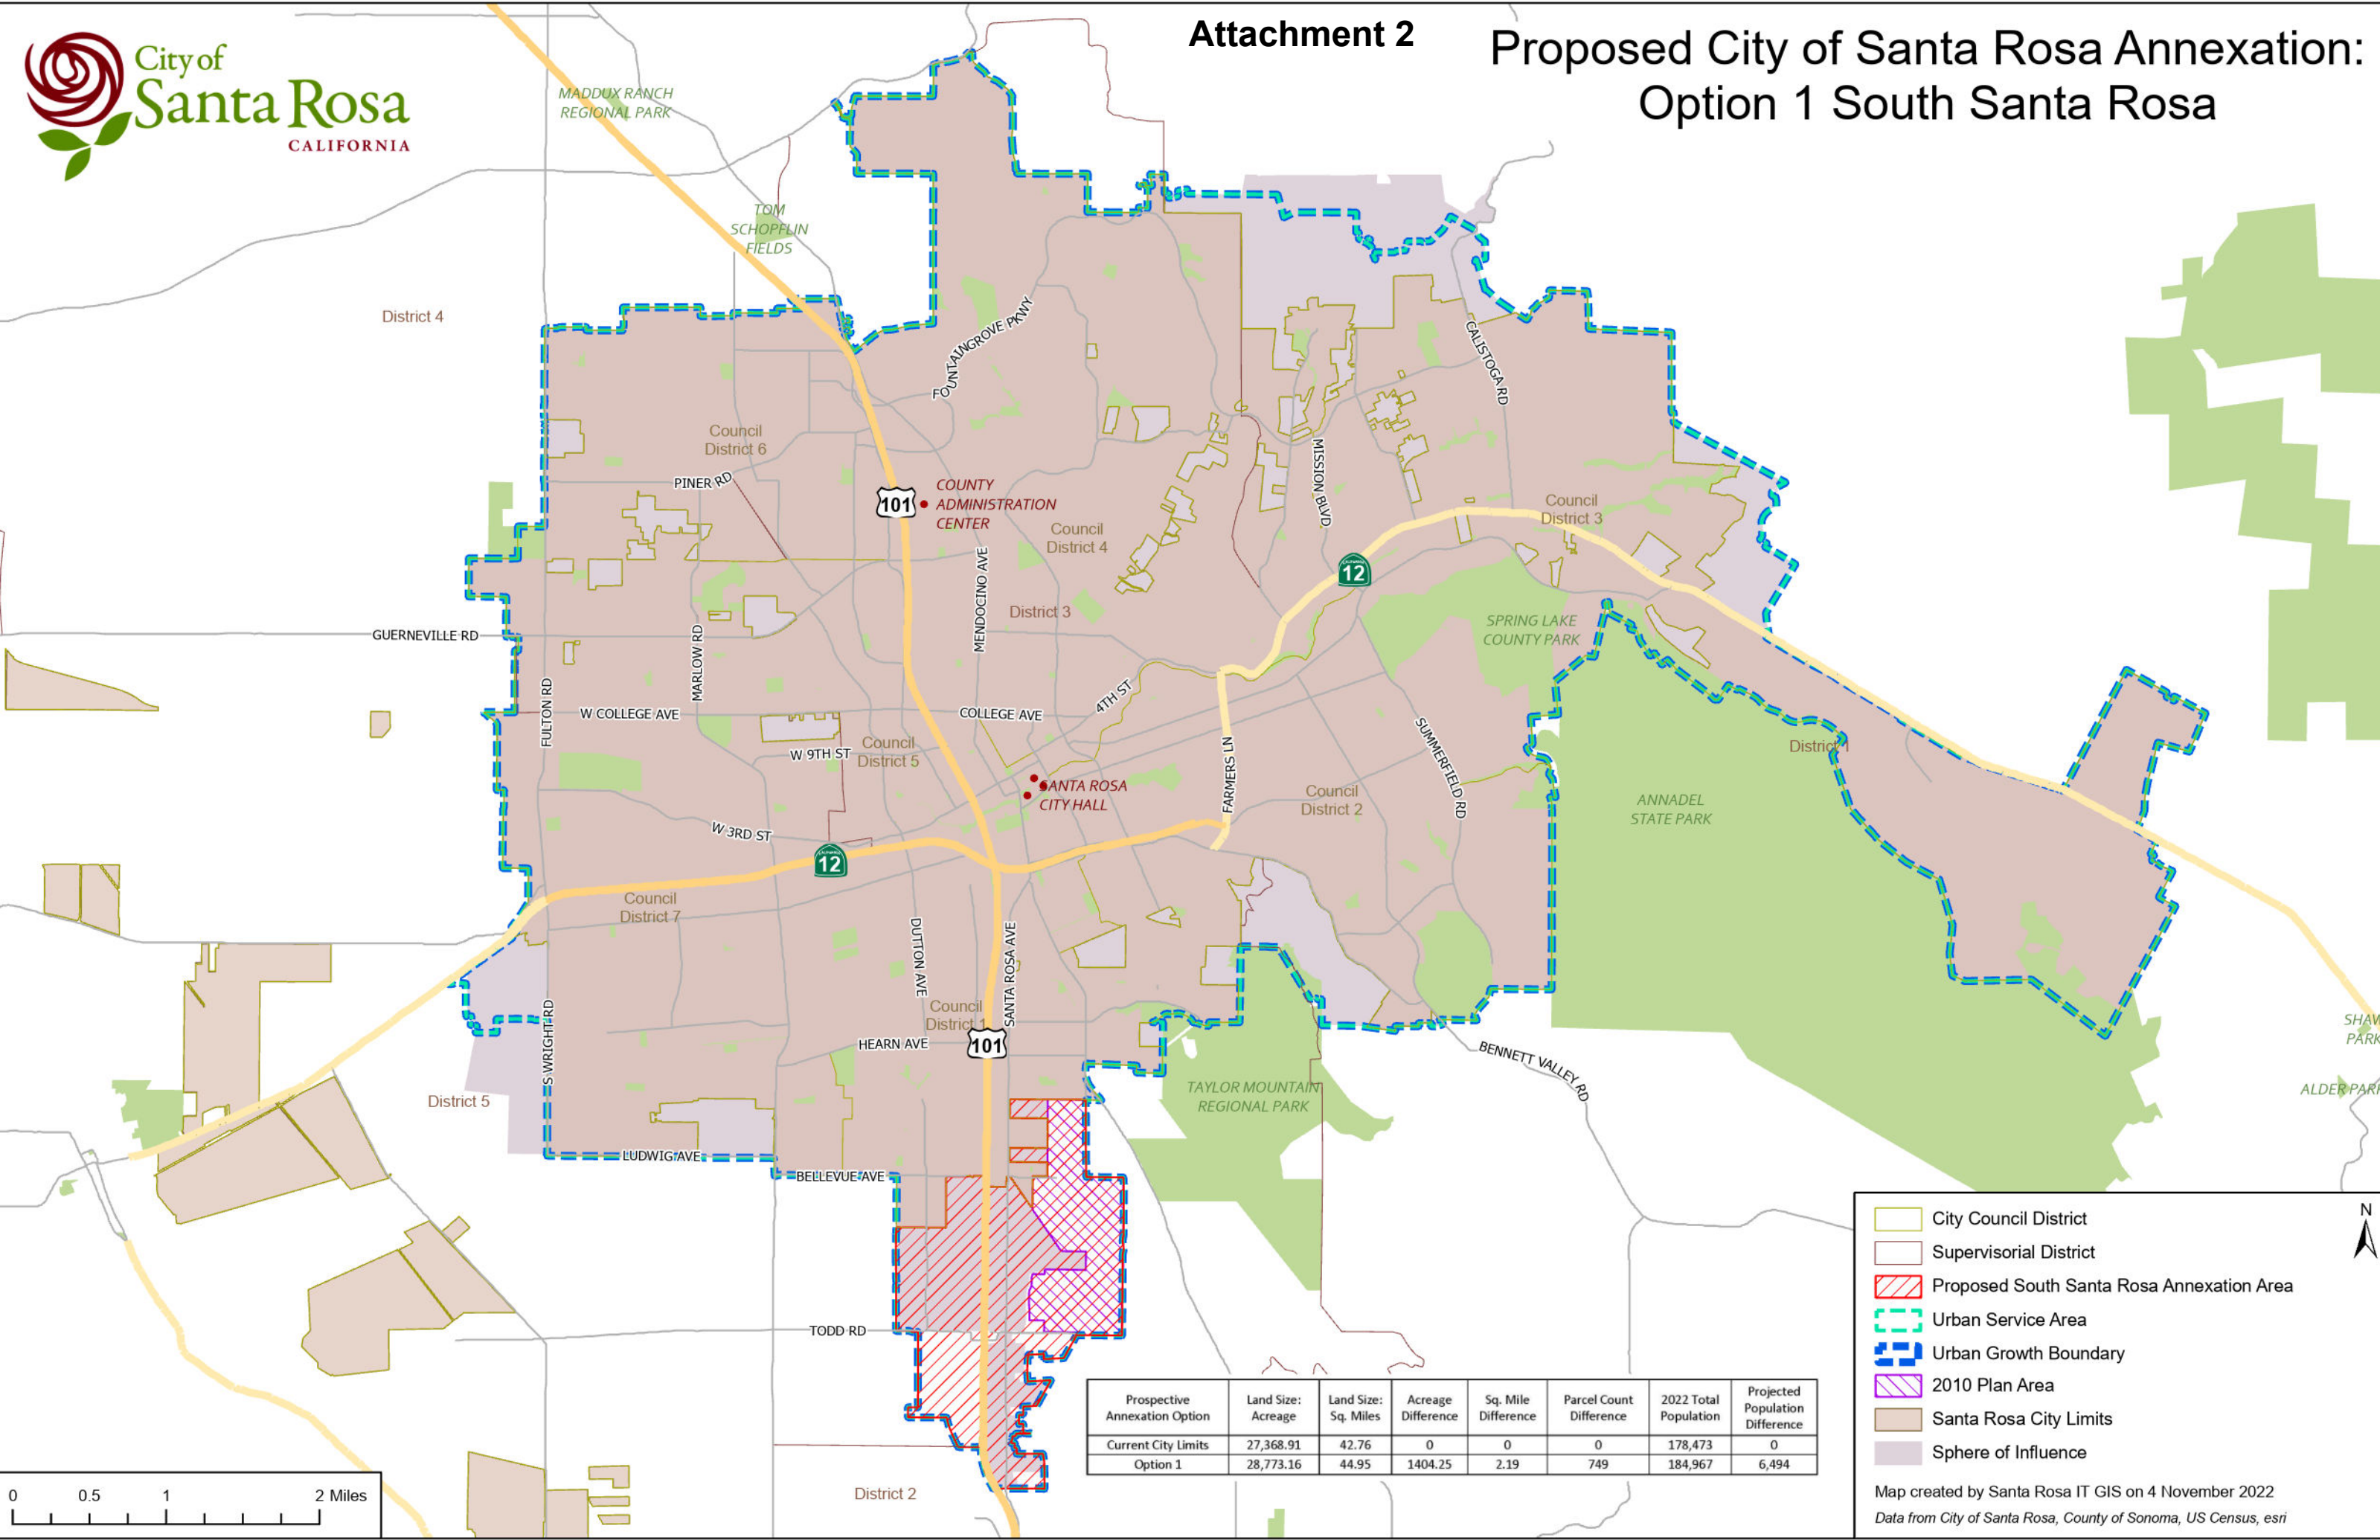 Attachment 2
Proposed City of Santa Rosa Annexation:
Option 1 South Santa Rosa
City of
Santa Rosa
CALIFORNIA
MADDUX RANCH
REGIONAL PARK
TOM
SCHOPFLIN
FIELDS
District 4
FOUNTAINGROVE PKWY
CALISTOGA RD
Council
District 6
PINER RD
101
COUNTY
ADMINISTRATION
CENTER
Council
District 4
MISSION BLVD
Council
District 3
12
MENDOCINO AVE
District 3
SPRING LAKE
COUNTY PARK
GUERNEVILLE RD
MARLOW RD
FULTON RD
W COLLEGE AVE
COLLEGE AVE
4TH ST
W 9TH ST
Council
District 5
FARMERS LN
SUMMERFIELD RD
District 1
SANTA ROSA
CITY HALL
Council
District 2
ANNADEL
STATE PARK
W 3RD ST
12
Council
District 7
DUTTON AVE
SANTA ROSA AVE
Council
District 1
S WRIGHT RD
HEARN AVE
101
BENNETT VALLEY RD
SHAW
PARK
TAYLOR MOUNTAIN
REGIONAL PARK
ALDER PARK
District 5
LUDWIG AVE
BELLEVUE AVE
TODD RD
District 2
Prospective Annexation Option Land Size: Acreage Land Size: Sq. Miles Acreage Difference Sq. Mile Difference Parcel Count Difference 2022 Total Population Projected Population Difference
Current City Limits 27,368.91 42.76 0 0 0 178,473 0
Option 1 28,773.16 44.95 1404.25 2.19 749 184,967 6,494
N
City Council District
Supervisorial District
Proposed South Santa Rosa Annexation Area
Urban Service Area
Urban Growth Boundary
2010 Plan Area
Santa Rosa City Limits
Sphere of Influence
Map created by Santa Rosa IT GIS on 4 November 2022
Data from City of Santa Rosa, County of Sonoma, US Census, esri
0 0.5 1 2 Miles